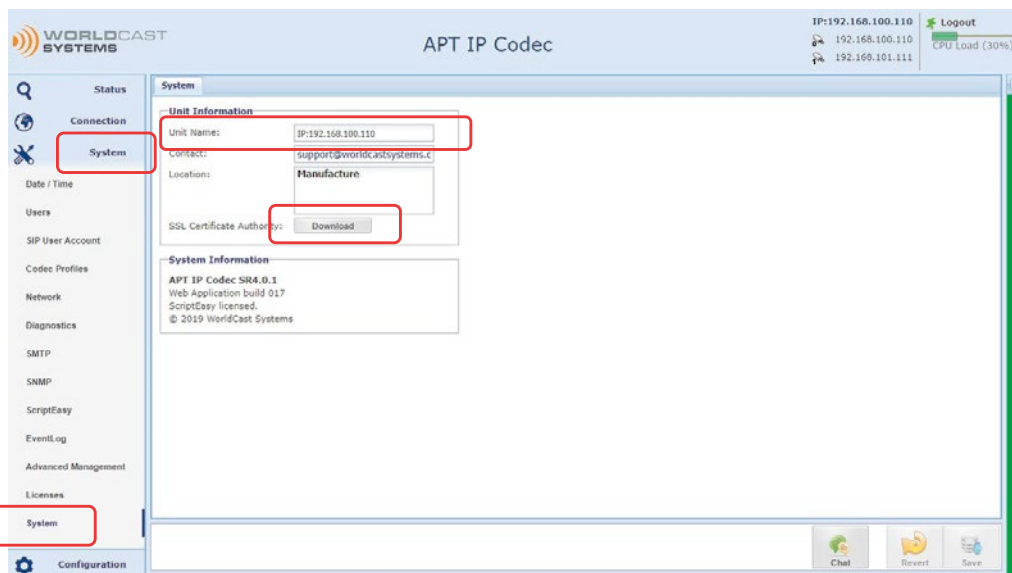 WORLDCAST
SYSTEMS
APT IP Codec
IP:192.168.100.110
192.168.100.110
192.168.101.111
Logout
CPU Load (30%)
Status
Connection
System
Date / Time
Users
SIP User Account
Codec Profiles
Network
Diagnostics
SMTP
SNMP
ScriptEasy
EventLog
Advanced Management
Licenses
System
Configuration
System
Unit Information
Unit Name: IP:192.168.100.110
Contact: support@worldcastsystems.c
Location: Manufacture
SSL Certificate Authority: Download
System Information
APT IP Codec SR4.0.1
Web Application build 017
ScriptEasy licensed.
© 2019 WorldCast Systems
Chat
Revert
Save